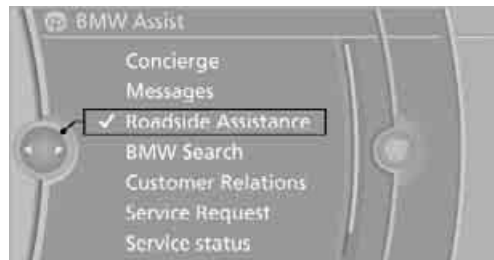 BMW Assist
Concierge
Messages
Roadside Assistance
BMW Search
Customer Relations
Service Request
Service status